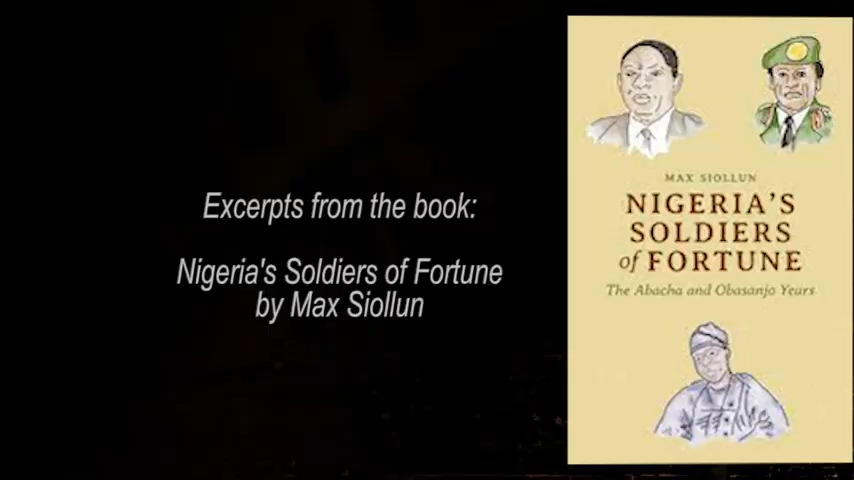 Excerpts from the book:
Nigeria's Soldiers of Fortune
by Max Siollun
MAX SIOLLUN
NIGERIA'S
SOLDIERS
of FORTUNE
The Abacha and Obasanjo Years